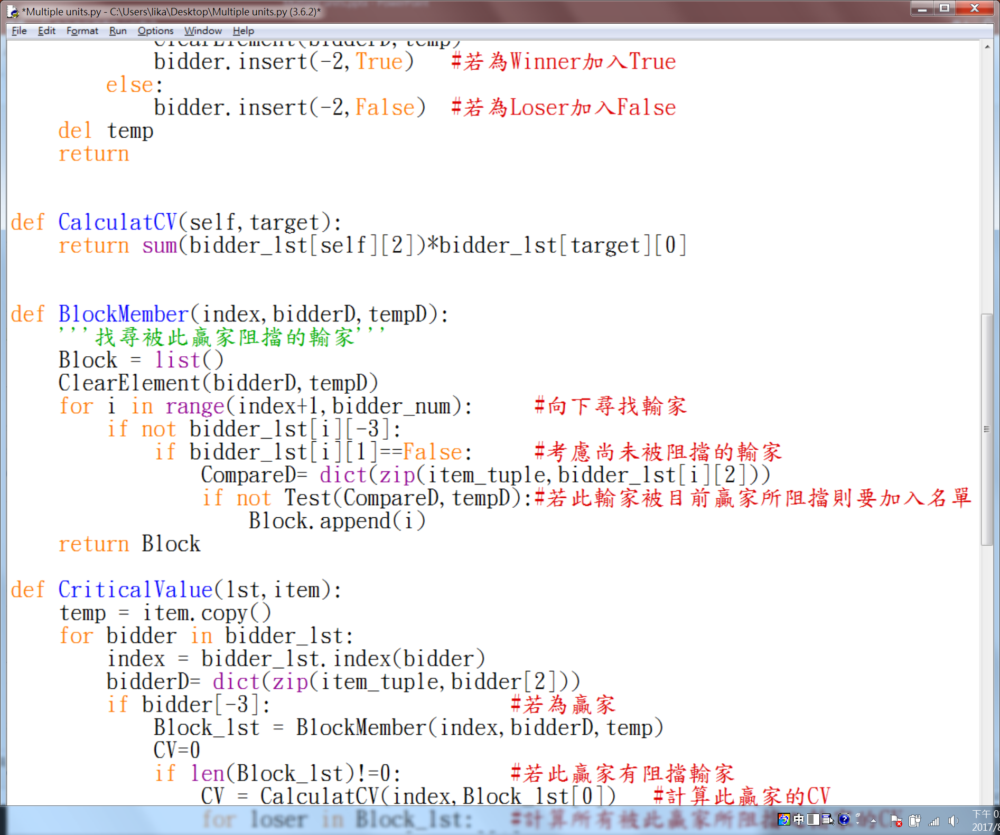 *Multiple units.py - C:\Users\lika\Desktop\Multiple units.py (3.6.2)*
File Edit Format Run Options Window Help
ClearElement(bidderD,temp)
bidder.insert(-2,True)   #若為Winner加入True
else:
bidder.insert(-2,False)  #若為Loser加入False
del temp
return
def CalculatCV(self,target):
return sum(bidder_lst[self][2])*bidder_lst[target][0]
def BlockMember(index,bidderD,tempD):
'''找尋被此贏家阻擋的輸家'''
Block = list()
ClearElement(bidderD,tempD)
for i in range(index+1,bidder_num):     #向下尋找輸家
if not bidder_lst[i][-3]:
if bidder_lst[i][1]==False:     #考慮尚未被阻擋的輸家
CompareD= dict(zip(item_tuple,bidder_lst[i][2]))
if not Test(CompareD,tempD):#若此輸家被目前贏家所阻擋則要加入名單
Block.append(i)
return Block
def CriticalValue(lst,item):
temp = item.copy()
for bidder in bidder_lst:
index = bidder_lst.index(bidder)
bidderD= dict(zip(item_tuple,bidder[2]))
if bidder[-3]:                    #若為贏家
Block_lst = BlockMember(index,bidderD,temp)
CV=0
if len(Block_lst)!=0:         #若此贏家有阻擋輸家
CV = CalculatCV(index,Block_lst[0])   #計算此贏家的CV
for loser in Block_lst:   #計算所有被此贏家所阻擋
中
下午 0
2017/8